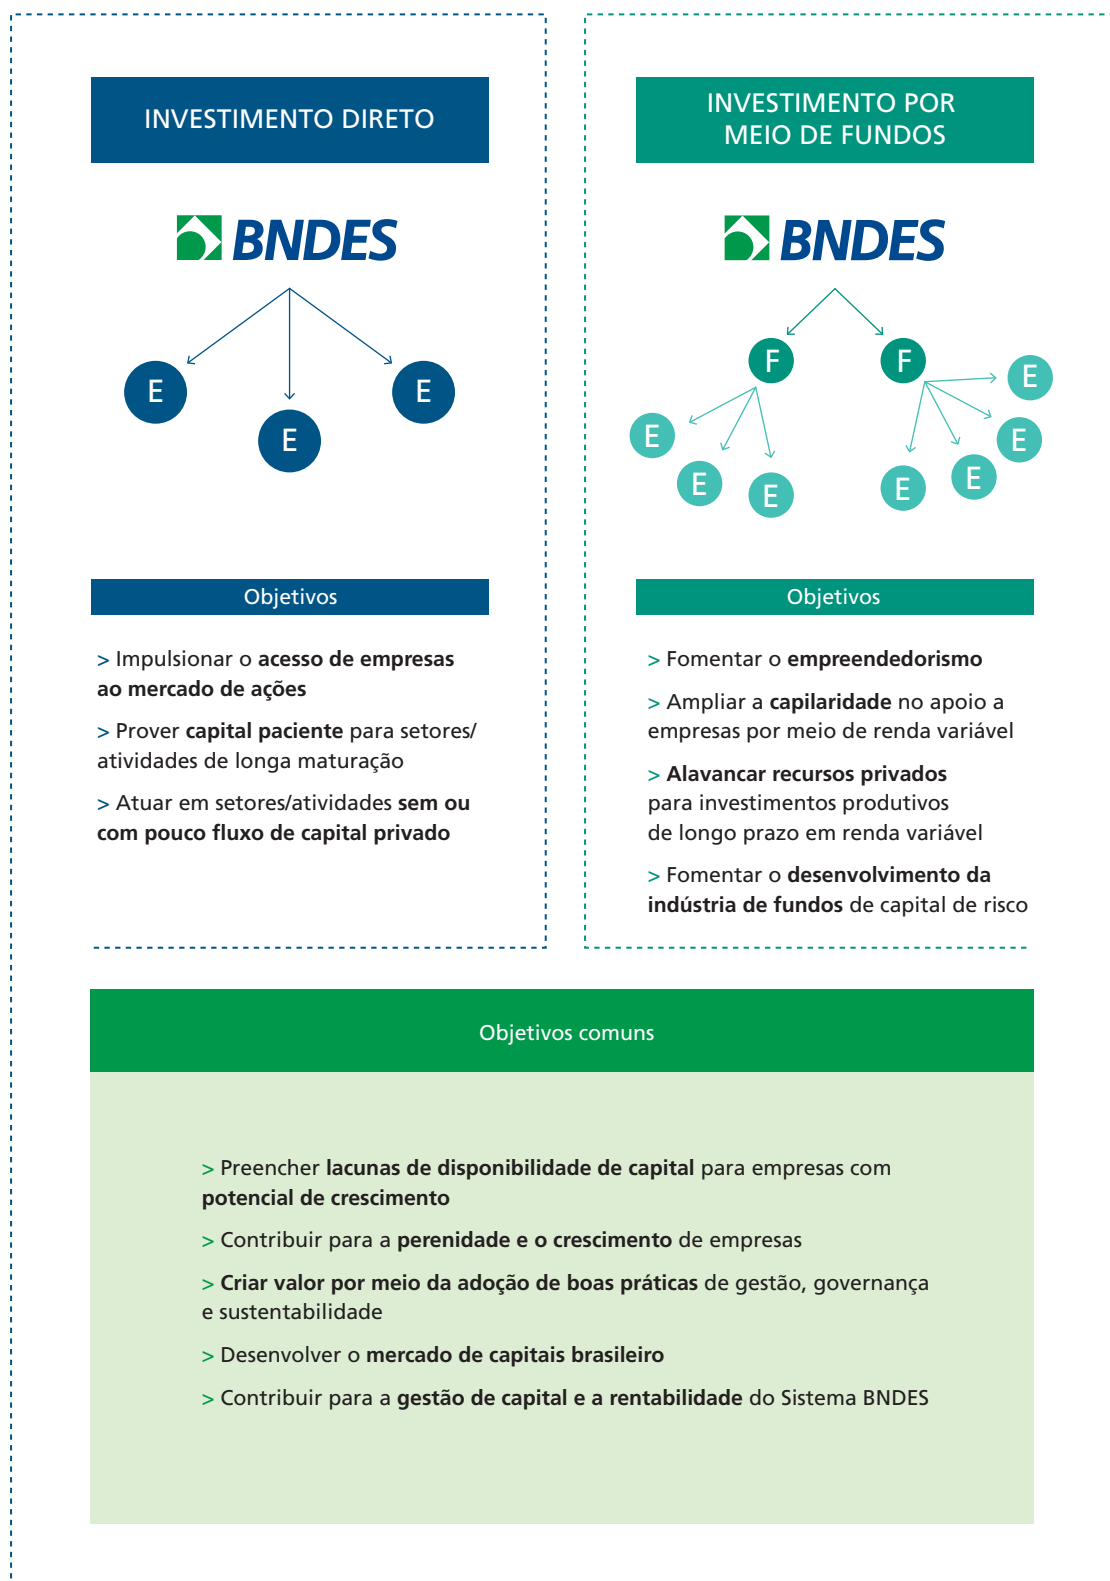 INVESTIMENTO DIRETO
BNDES
E
E
E
Objetivos
> Impulsionar o acesso de empresas
ao mercado de ações
> Prover capital paciente para setores/
atividades de longa maturação
> Atuar em setores/atividades sem ou
com pouco fluxo de capital privado
INVESTIMENTO POR
MEIO DE FUNDOS
BNDES
F
F
E
E
E
E
E
E
E
Objetivos
> Fomentar o empreendedorismo
> Ampliar a capilaridade no apoio a
empresas por meio de renda variável
> Alavancar recursos privados
para investimentos produtivos
de longo prazo em renda variável
> Fomentar o desenvolvimento da
indústria de fundos de capital de risco
Objetivos comuns
> Preencher lacunas de disponibilidade de capital para empresas com
potencial de crescimento
> Contribuir para a perenidade e o crescimento de empresas
> Criar valor por meio da adoção de boas práticas de gestão, governança
e sustentabilidade
> Desenvolver o mercado de capitais brasileiro
> Contribuir para a gestão de capital e a rentabilidade do Sistema BNDES